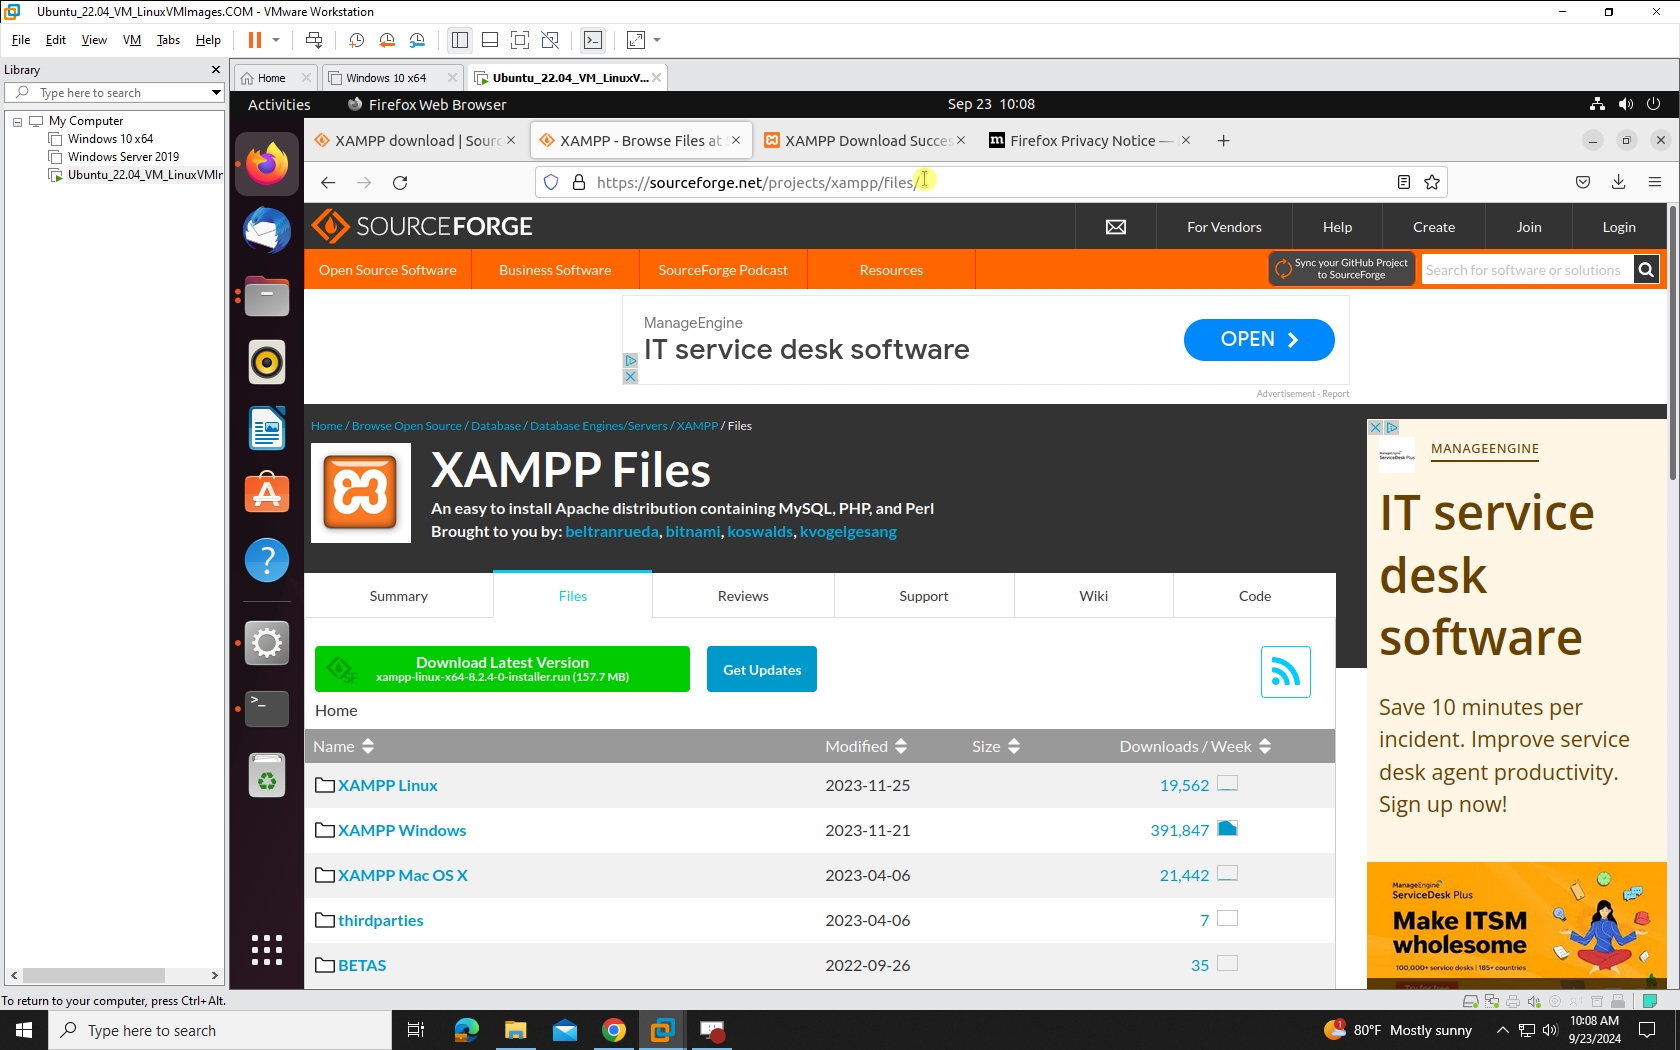 Ubuntu_22.04_VM_LinuxVMImages.COM - VMware Workstation
File Edit View VM Tabs Help
Library
Type here to search
My Computer
Windows 10 x64
Windows Server 2019
Ubuntu_22.04_VM_LinuxVMIr
Home
Windows 10 x64
Ubuntu_22.04_VM_LinuxV...
Activities
Firefox Web Browser
Sep 23 10:08
XAMPP download | Sourc
XAMPP - Browse Files at S
XAMPP Download Succes
Firefox Privacy Notice —
https://sourceforge.net/projects/xampp/files/
SOURCEFORGE
For Vendors
Help
Create
Join
Login
Open Source Software
Business Software
SourceForge Podcast
Resources
Sync your GitHub Project
to SourceForge
Search for software or solutions
ManageEngine
IT service desk software
OPEN
Advertisement - Report
Home / Browse Open Source / Database / Database Engines/Servers / XAMPP / Files
XAMPP Files
An easy to install Apache distribution containing MySQL, PHP, and Perl
Brought to you by: beltranrueda, bitnami, koswalds, kvogelgesang
Summary
Files
Reviews
Support
Wiki
Code
Download Latest Version
xampp-linux-x64-8.2.4-0-installer.run (157.7 MB)
Get Updates
Home
Name Modified Size Downloads / Week
XAMPP Linux 2023-11-25 19,562
XAMPP Windows 2023-11-21 391,847
XAMPP Mac OS X 2023-04-06 21,442
thirdparties 2023-04-06 7
BETAS 2022-09-26 35
MANAGEENGINE
IT service
desk
software
Save 10 minutes per
incident. Improve service
desk agent productivity.
Sign up now!
ManageEngine
ServiceDesk Plus
Make ITSM
wholesome
100,000+ service desks | 185+ countries
To return to your computer, press Ctrl+Alt.
Type here to search
80°F Mostly sunny
10:08 AM
9/23/2024